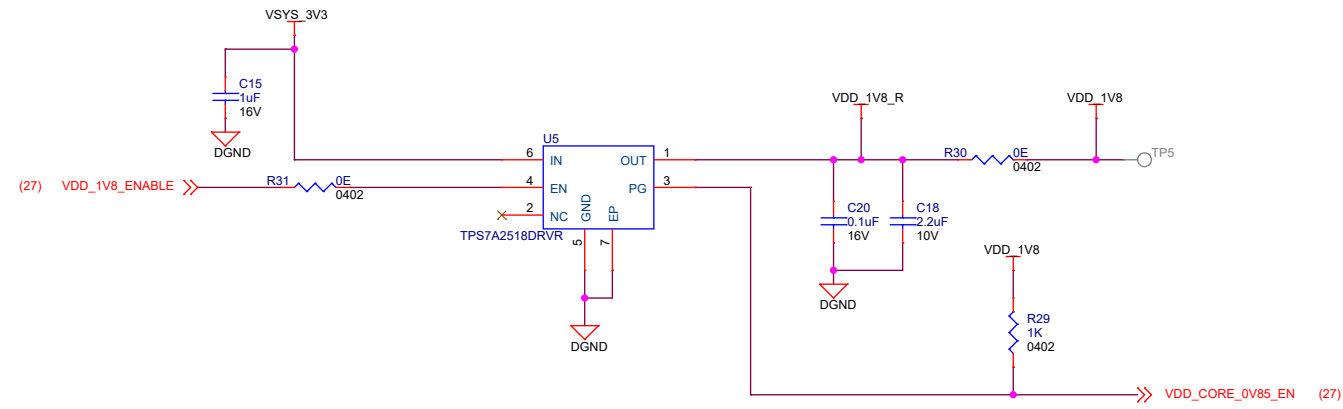 VSYS_3V3
C15
1uF
16V
DGND
VDD_1V8_R
VDD_1V8
U5
6 IN OUT 1
R30 0E
0402
TP5
(27) VDD_1V8_ENABLE R31 0E
0402
4 EN PG 3
2 NC GND EP
TPS7A2518DRVR
5 7
C20
0.1uF
16V
C18
2.2uF
10V
DGND
DGND
VDD_1V8
R29
1K
0402
VDD_CORE_0V85_EN (27)